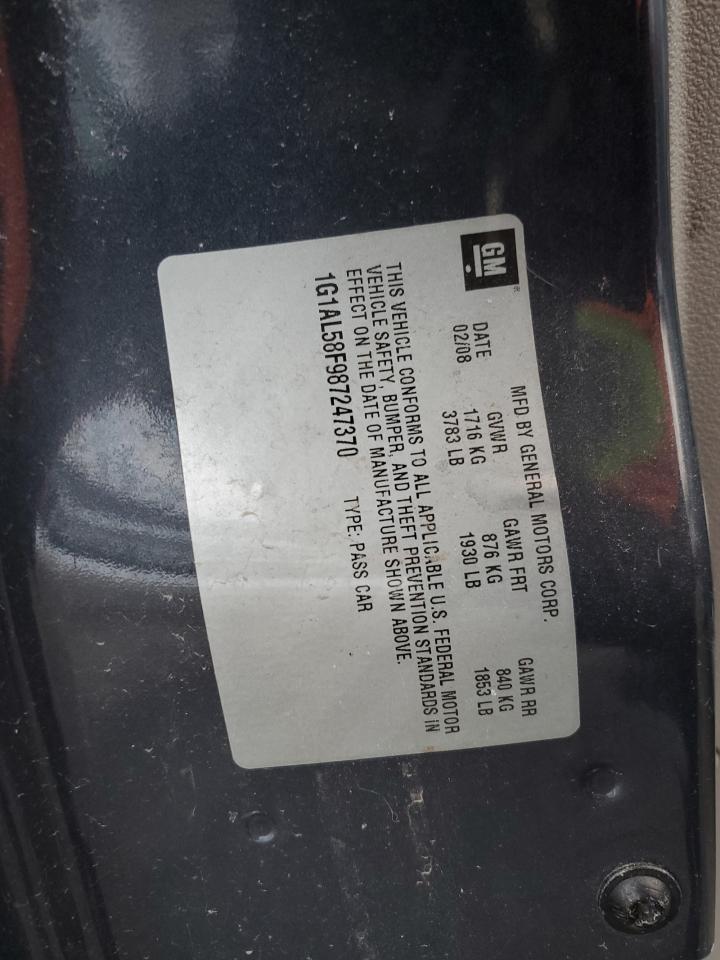 GM
®
MFD BY GENERAL MOTORS CORP.
DATE GVWR GAWR FRT GAWR RR
02/08 1716 KG 876 KG 840 KG
3783 LB 1930 LB 1853 LB
THIS VEHICLE CONFORMS TO ALL APPLICABLE U.S. FEDERAL MOTOR
VEHICLE SAFETY, BUMPER, AND THEFT PREVENTION STANDARDS IN
EFFECT ON THE DATE OF MANUFACTURE SHOWN ABOVE.
1G1AL58F987247370 TYPE: PASS CAR